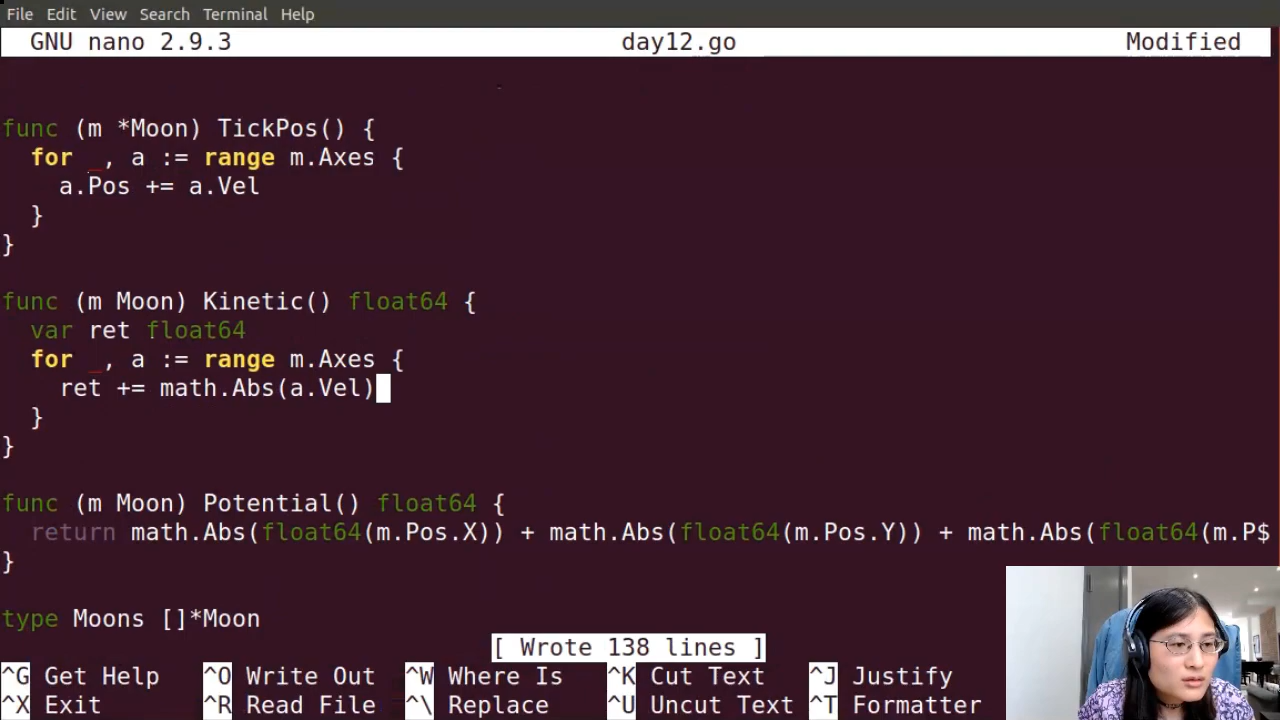 File Edit View Search Terminal Help
GNU nano 2.9.3 day12.go Modified
func (m *Moon) TickPos() {
  for _, a := range m.Axes {
    a.Pos += a.Vel
  }
}
func (m Moon) Kinetic() float64 {
  var ret float64
  for _, a := range m.Axes {
    ret += math.Abs(a.Vel)
  }
}
func (m Moon) Potential() float64 {
  return math.Abs(float64(m.Pos.X)) + math.Abs(float64(m.Pos.Y)) + math.Abs(float64(m.P$
}
type Moons []*Moon
[ Wrote 138 lines ]
^G Get Help ^O Write Out ^W Where Is ^K Cut Text ^J Justify
^X Exit ^R Read File ^\ Replace ^U Uncut Text ^T Formatter